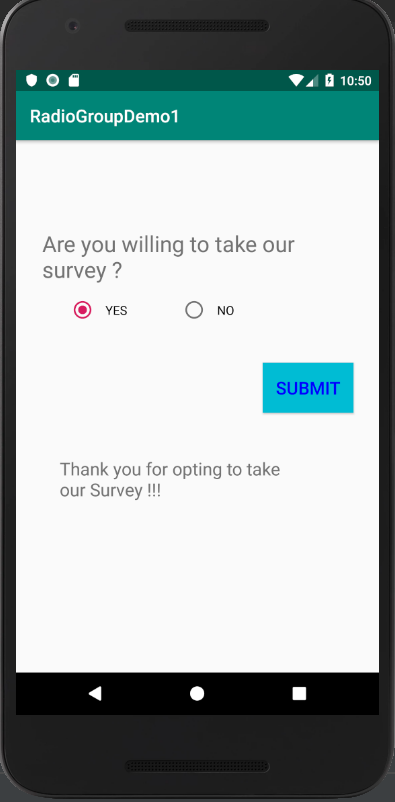 10:50
RadioGroupDemo1
Are you willing to take our
survey ?
YES NO
SUBMIT
Thank you for opting to take
our Survey !!!